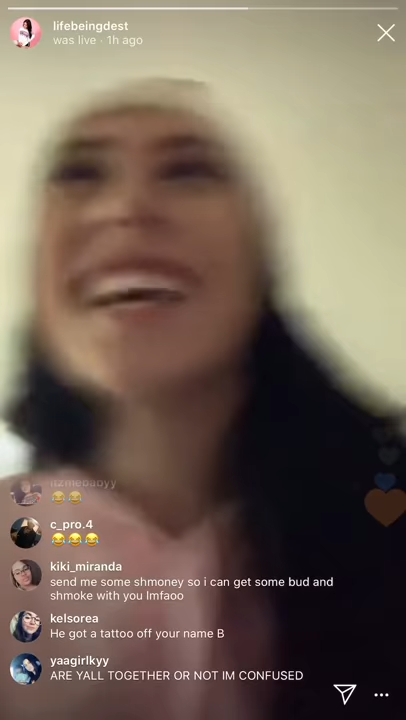 lifebeingdest
was live · 1h ago
itzmebabyy
😂😂
c_pro.4
😂😂😂
kiki_miranda
send me some shmoney so i can get some bud and
shmoke with you lmfaoo
kelsorea
He got a tattoo off your name B
yaagirlkyy
ARE YALL TOGETHER OR NOT IM CONFUSED